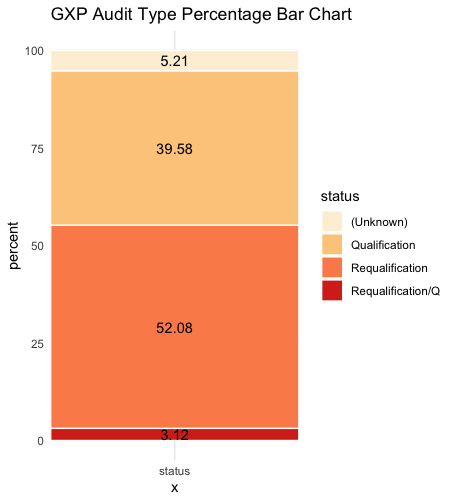 GXP Audit Type Percentage Bar Chart
100
75
50
25
0
percent
5.21
39.58
52.08
3.12
status
x
status
(Unknown)
Qualification
Requalification
Requalification/Q